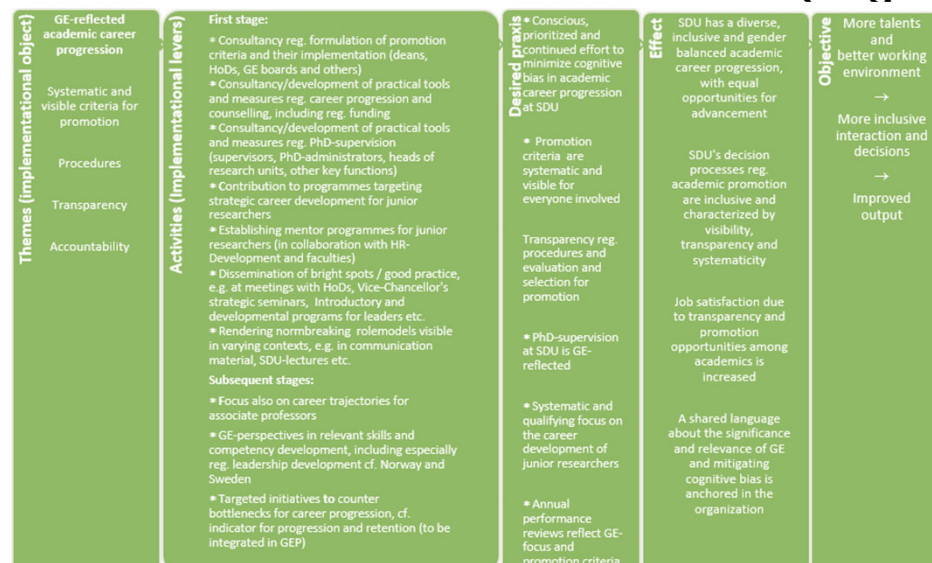 Themes (implementational object)
GE-reflected
academic career
progression
Systematic and
visible criteria for
promotion
Procedures
Transparency
Accountability
Activities (Implementational levels)
First stage:
* Consultancy reg. formulation of promotion
criteria and their implementation (deans,
HoDs, GE boards and others)
* Consultancy/development of practical tools
and measures reg. career progression and
counselling, including reg. funding
* Consultancy/development of practical tools
and measures reg. PhD-supervision
(supervisors, PhD-administrators, heads of
research units, other key functions)
* Contribution to programmes targeting
strategic career development for junior
researchers
* Establishing mentor programmes for junior
researchers (in collaboration with HR-
Development and faculties)
* Dissemination of bright spots / good practice,
e.g. at meetings with HoDs, Vice-Chancellor's
strategic seminars, Introductory and
developmental programs for leaders etc.
* Rendering normbreaking rolemodels visible
in varying contexts, e.g. in communication
material, SDU-lectures etc.
Subsequent stages:
* Focus also on career trajectories for
associate professors
* GE-perspectives in relevant skills and
competency development, including especially
reg. leadership development cf. Norway and
Sweden
* Targeted initiatives to counter
bottlenecks for career progression, cf.
indicator for progression and retention (to be
integrated in GEP)
Desired praxis
* Conscious,
prioritized and
continued effort to
minimize cognitive
bias in academic
career progression
at SDU
* Promotion
criteria are
systematic and
visible for
everyone involved
Transparency reg.
procedures and
evaluation and
selection for
promotion
* PhD-supervision
at SDU is GE-
reflected
* Systematic and
qualifying focus on
the career
development of
junior researchers
* Annual
performance
reviews reflect GE-
focus and
promotion criteria
Effect
SDU has a diverse,
inclusive and gender
balanced academic
career progression,
with equal
opportunities for
advancement
SDU's decision
processes reg.
academic promotion
are inclusive and
characterized by
visibility,
transparency and
systematicity
Job satisfaction due
to transparency and
promotion
opportunities among
academics is
increased
A shared language
about the significance
and relevance of GE
and mitigating
cognitive bias is
anchored in the
organization
Objective
More talents
and
better working
environment
→
More inclusive
interaction and
decisions
→
Improved
output